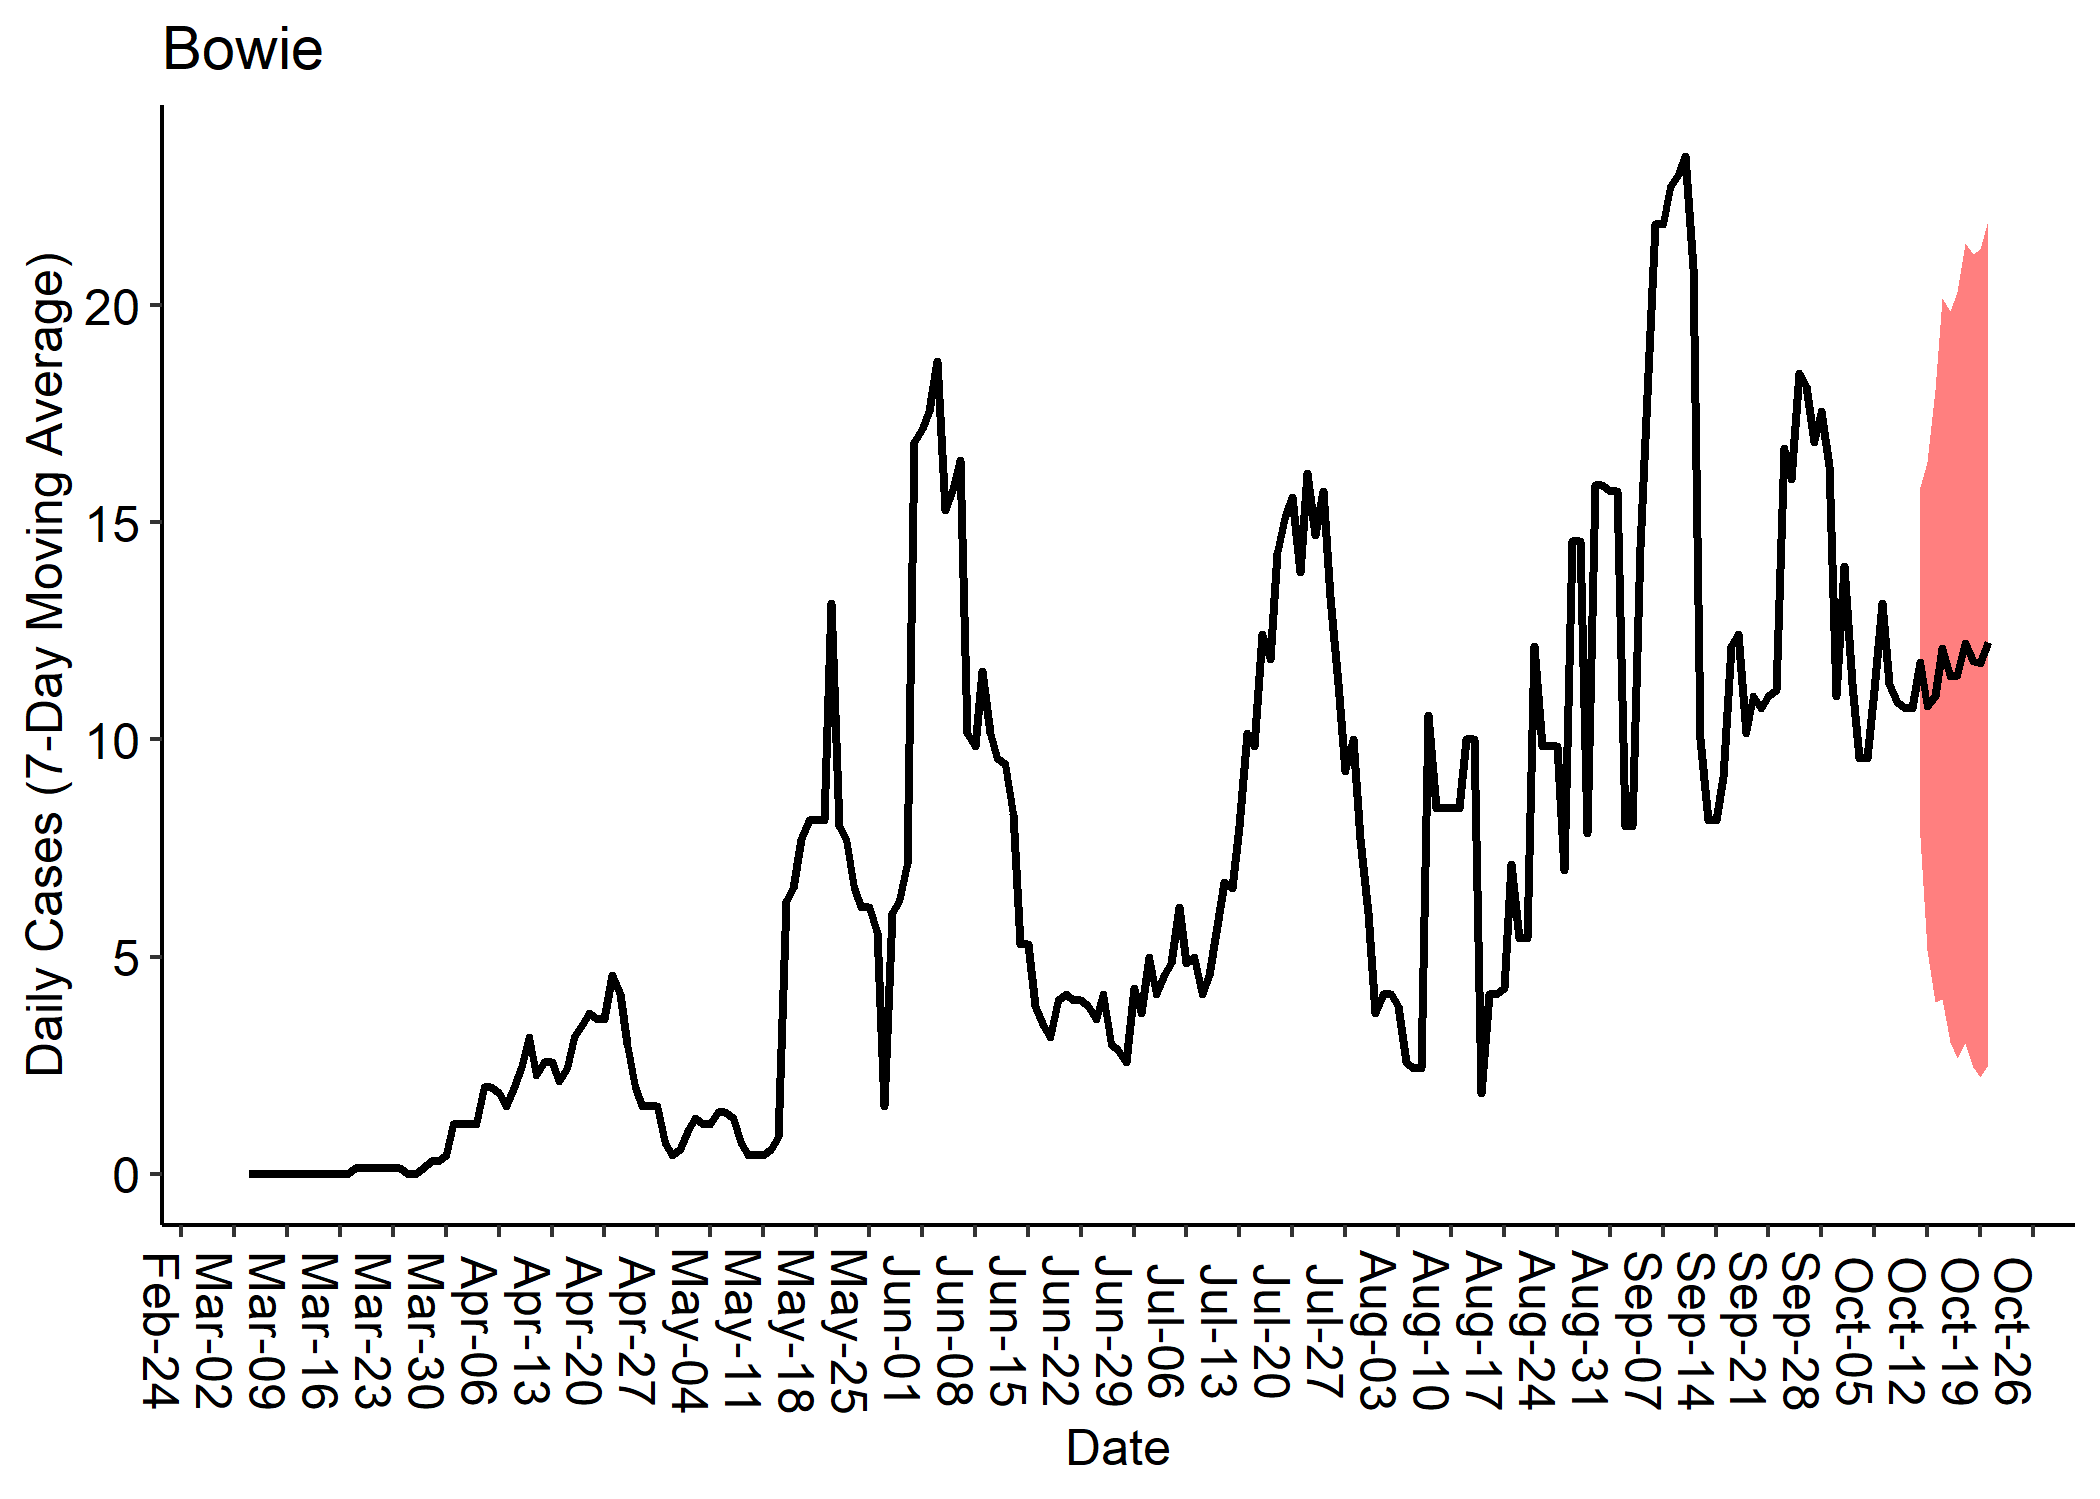 Bowie
Daily Cases (7-Day Moving Average)
20
15
10
5
0
Feb-24
Mar-02
Mar-09
Mar-16
Mar-23
Mar-30
Apr-06
Apr-13
Apr-20
Apr-27
May-04
May-11
May-18
May-25
Jun-01
Jun-08
Jun-15
Jun-22
Jun-29
Jul-06
Jul-13
Jul-20
Jul-27
Aug-03
Aug-10
Aug-17
Aug-24
Aug-31
Sep-07
Sep-14
Sep-21
Sep-28
Oct-05
Oct-12
Oct-19
Oct-26
Date